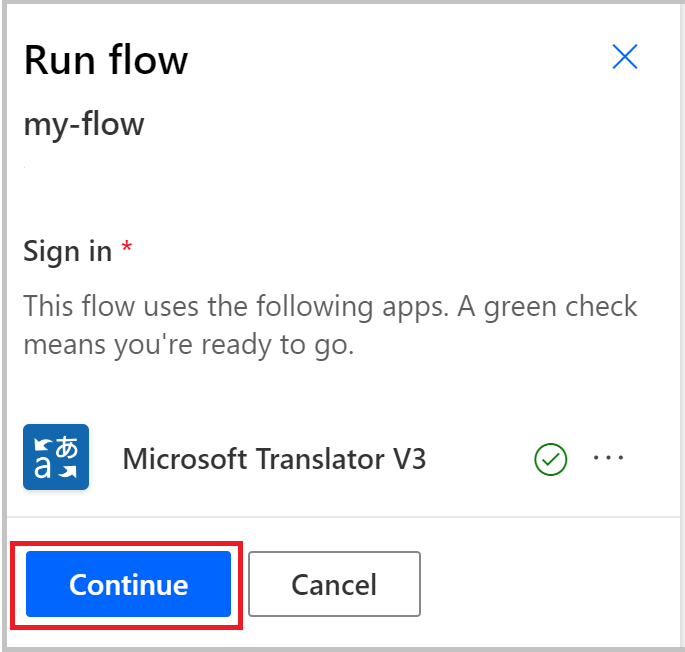 Run flow
my-flow
Sign in *
This flow uses the following apps. A green check
means you're ready to go.
あ
a
Microsoft Translator V3
...
Continue
Cancel